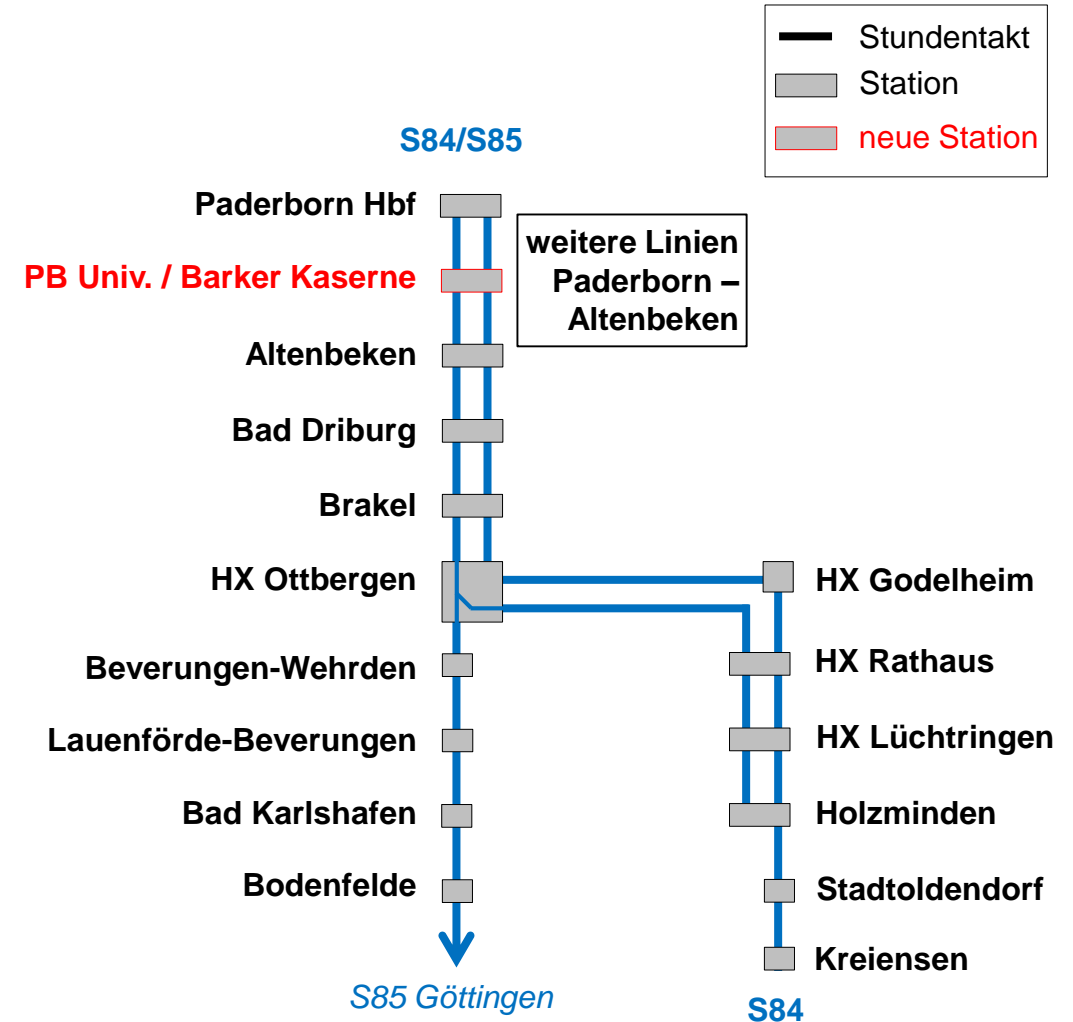 Stundentakt
Station
neue Station
S84/S85
Paderborn Hbf
weitere Linien
Paderborn –
Altenbeken
PB Univ. / Barker Kaserne
Altenbeken
Bad Driburg
Brakel
HX Ottbergen
HX Godelheim
Beverungen-Wehrden
HX Rathaus
Lauenförde-Beverungen
HX Lüchtringen
Bad Karlshafen
Holzminden
Bodenfelde
Stadtoldendorf
Kreiensen
S85 Göttingen
S84